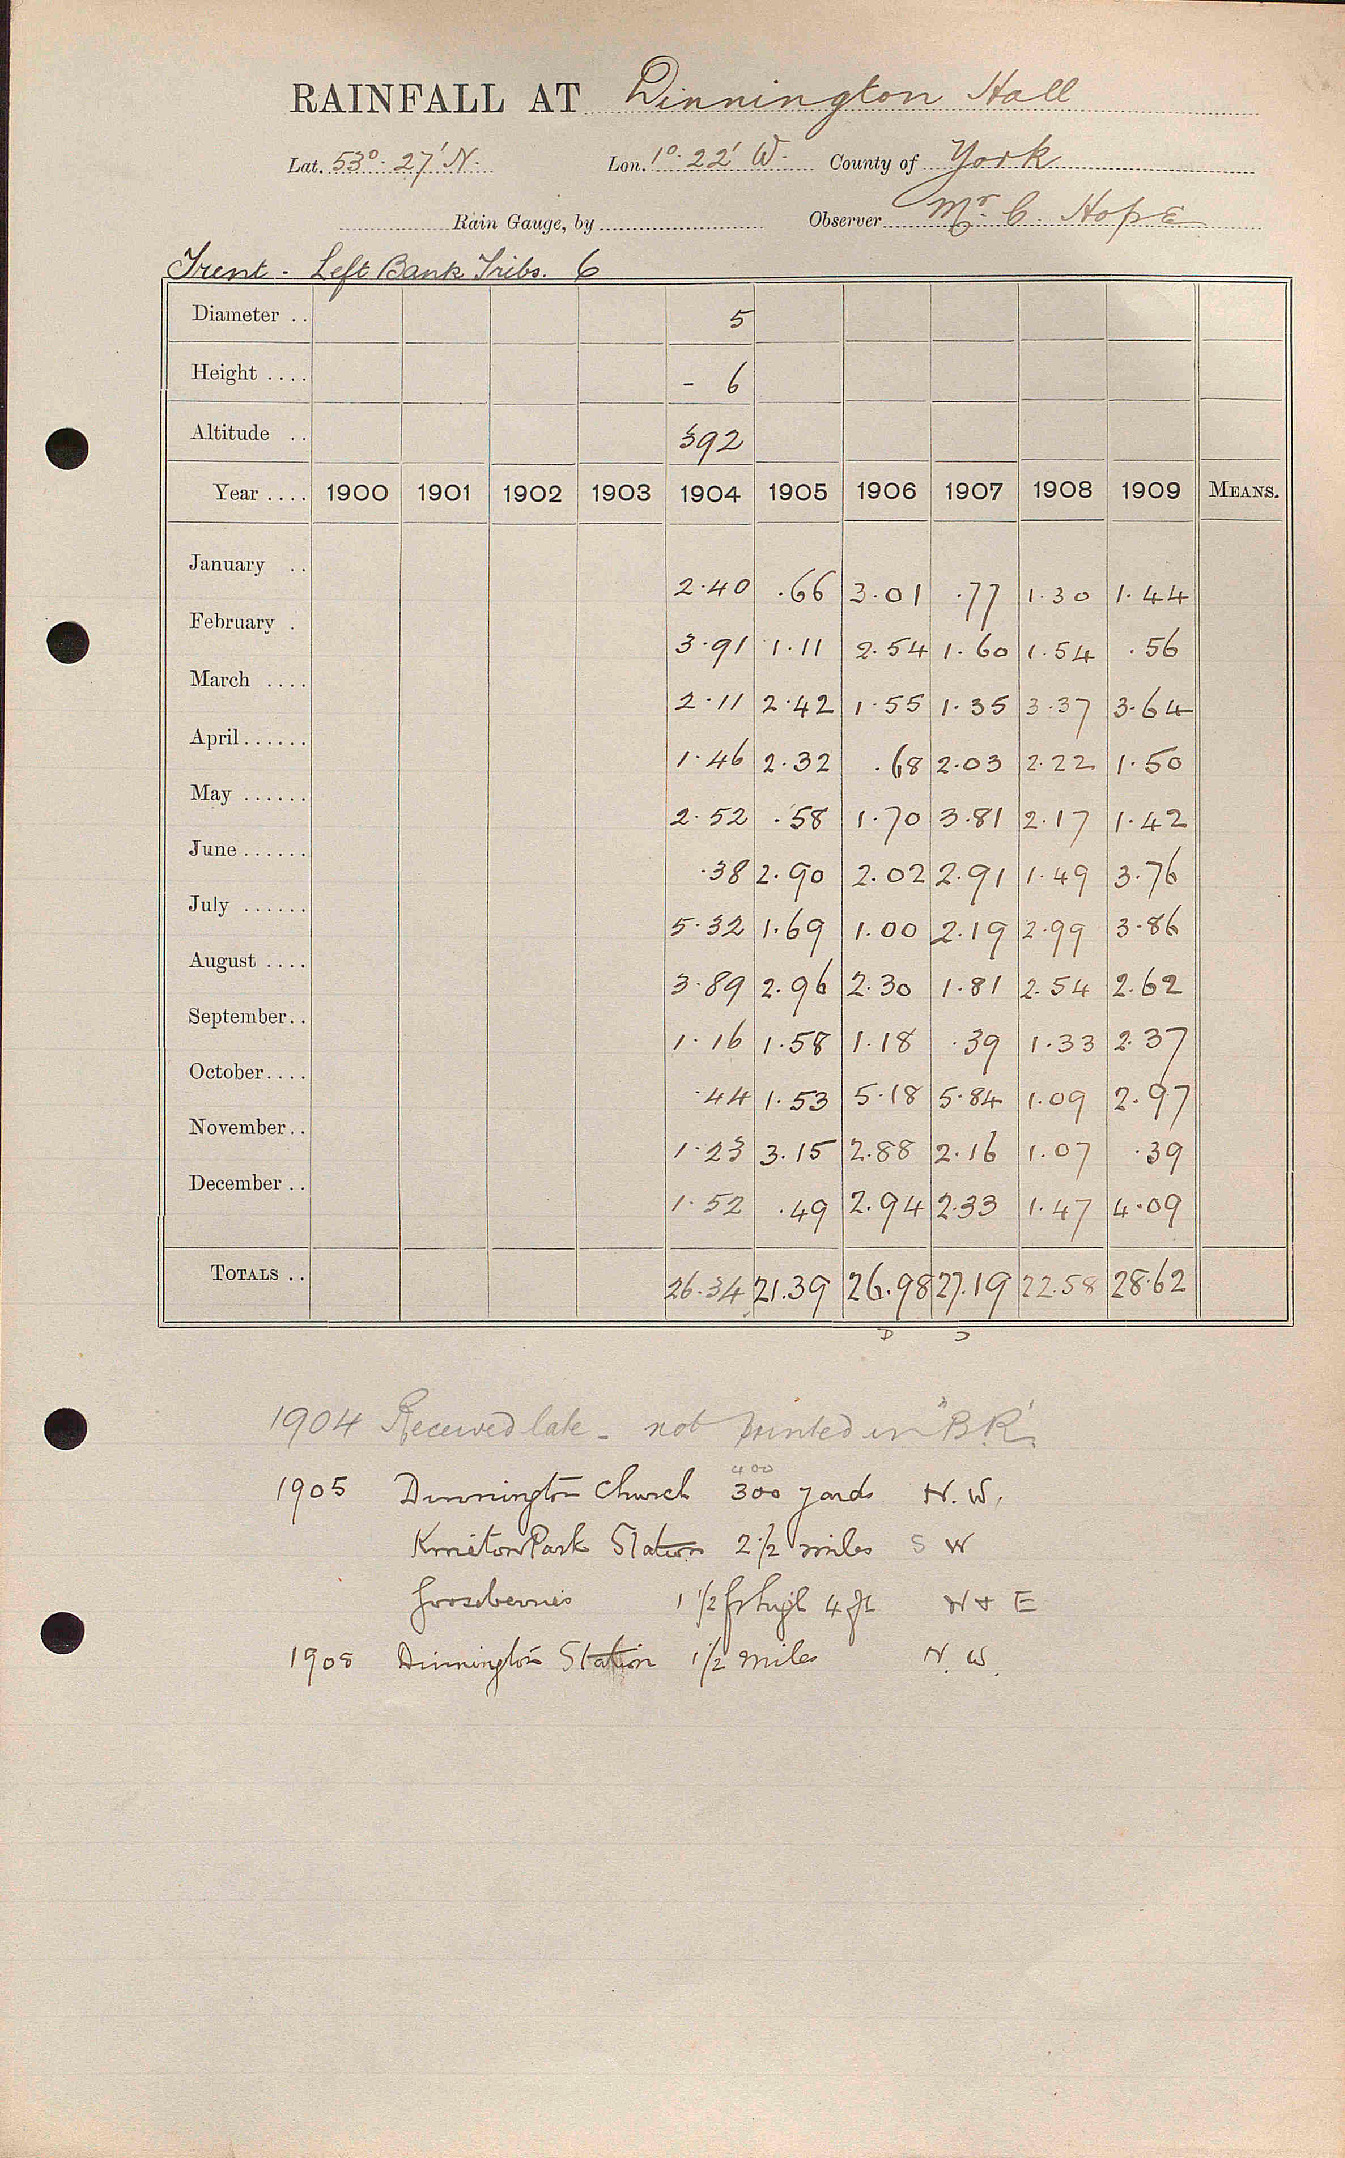 RAINFALL AT Dinnington Hall
Lat. 53°. 27' N. Lon. 1°. 22' W. County of York
Rain Gauge, by Observer Mr. C. Hope
Trent - Left Bank Tribs. 6
Diameter .. 5
Height .... - 6
Altitude .. 392
Year .... 1900 1901 1902 1903 1904 1905 1906 1907 1908 1909 MEANS.
January .. 2.40 .66 3.01 .77 1.30 1.44
February . 3.91 1.11 2.54 1.60 1.54 .56
March .... 2.11 2.42 1.55 1.35 3.37 3.64
April...... 1.46 2.32 .68 2.03 2.22 1.50
May ...... 2.52 .58 1.70 3.81 2.17 1.42
June...... .38 2.90 2.02 2.91 1.49 3.76
July ...... 5.32 1.69 1.00 2.19 2.99 3.86
August .... 3.89 2.96 2.30 1.81 2.54 2.62
September.. 1.16 1.58 1.18 .39 1.33 2.37
October.... .44 1.53 5.18 5.84 1.09 2.97
November.. 1.23 3.15 2.88 2.16 1.07 .39
December .. 1.52 .49 2.94 2.33 1.47 4.09
TOTALS .. 26.34 21.39 26.98 27.19 22.58 28.62
D D
1904 Received late - not printed in "B.R."
400
1905 Dinnington Church 300 yards N. W.
Kiveton Park Station 2 1/2 miles S W
Gooseberries 1 1/2 ft high 4 ft N + E
1908 Dinnington Station 1 1/2 miles N. W.